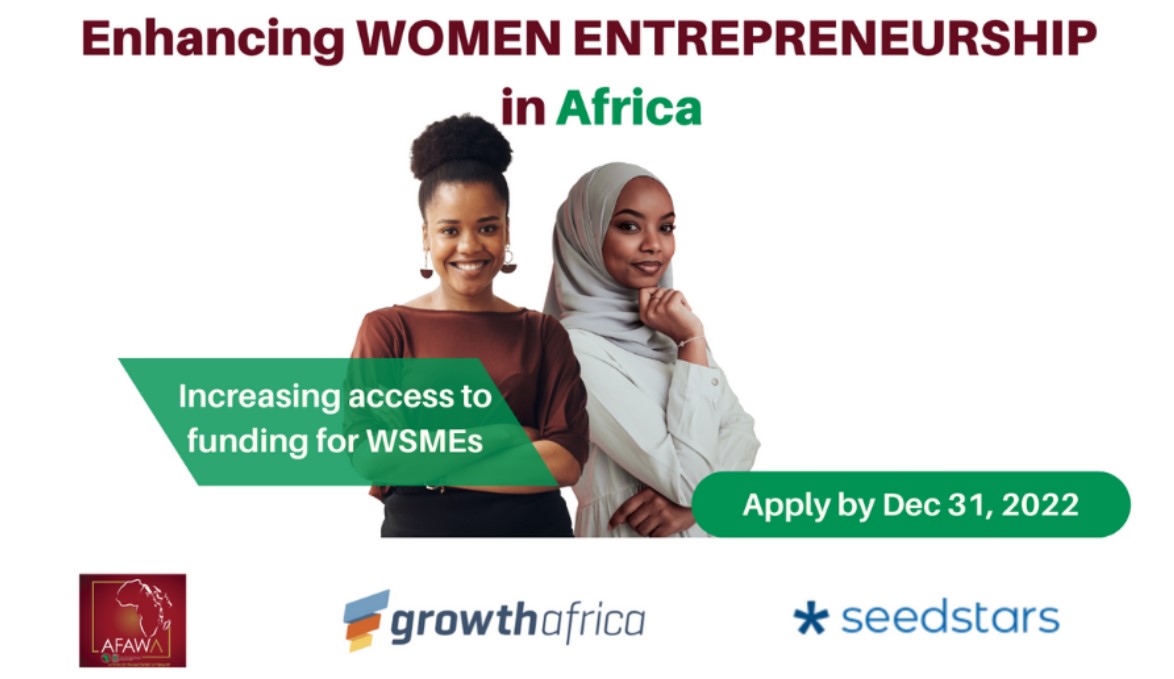 Enhancing WOMEN ENTREPRENEURSHIP
in Africa
Increasing access to
funding for WSMEs
Apply by Dec 31, 2022
AFAWA
growthafrica
seedstars